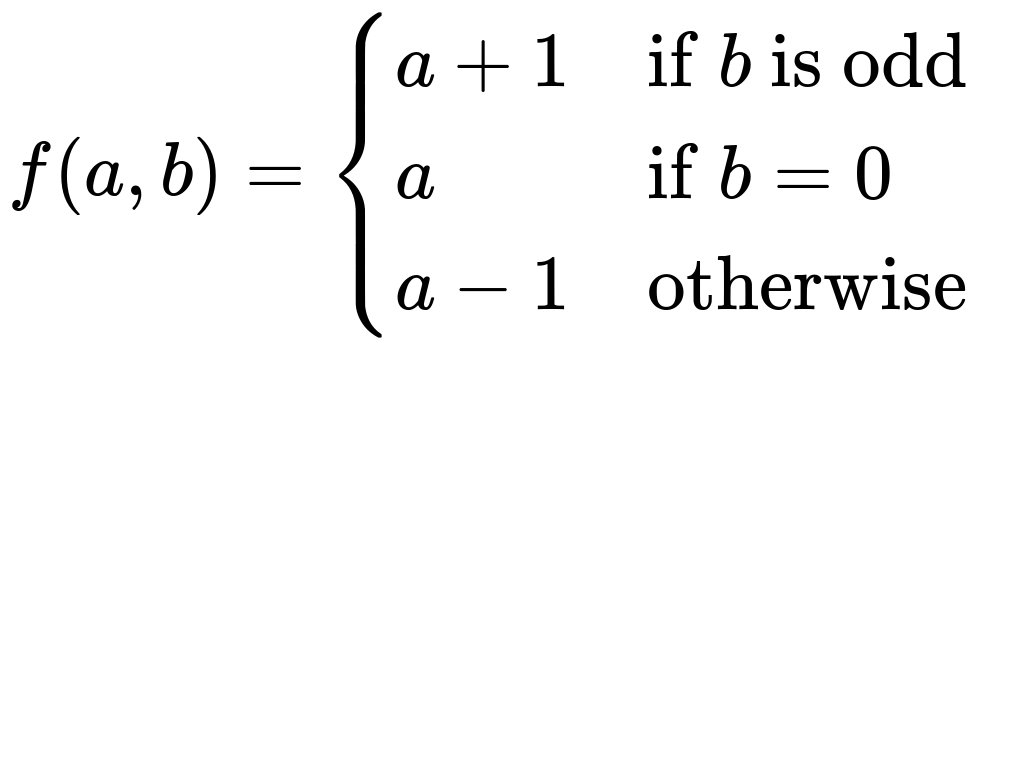 f(a, b) = { a + 1 if b is odd
a if b = 0
a − 1 otherwise